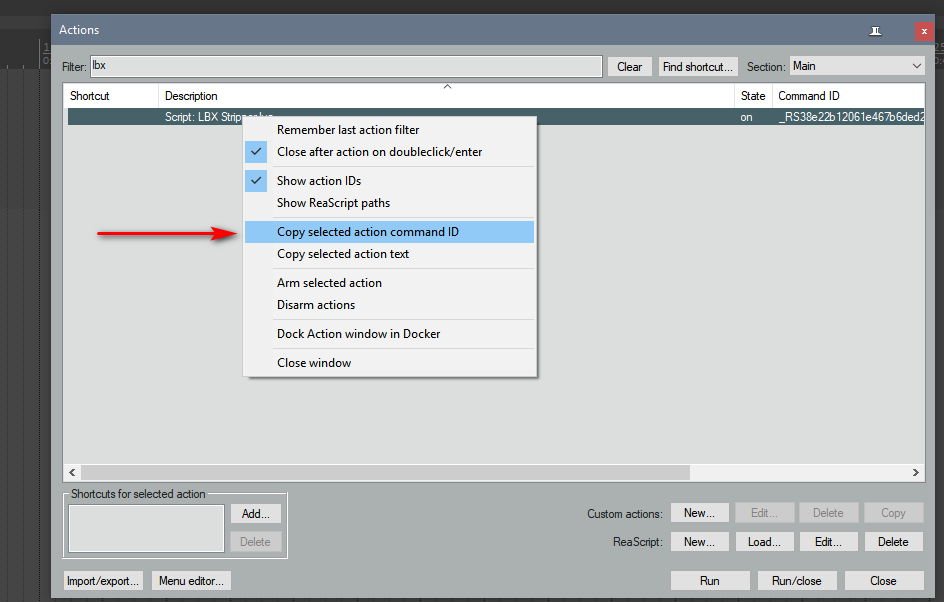 Actions
x
Filter: lbx Clear Find shortcut... Section: Main
Shortcut Description State Command ID
Script: LBX Stripper.lua on _RS38e22b12061e467b6ded2
Remember last action filter
Close after action on doubleclick/enter
Show action IDs
Show ReaScript paths
Copy selected action command ID
Copy selected action text
Arm selected action
Disarm actions
Dock Action window in Docker
Close window
Shortcuts for selected action
Add...
Delete
Custom actions: New... Edit... Delete Copy
ReaScript: New... Load... Edit... Delete
Import/export... Menu editor... Run Run/close Close